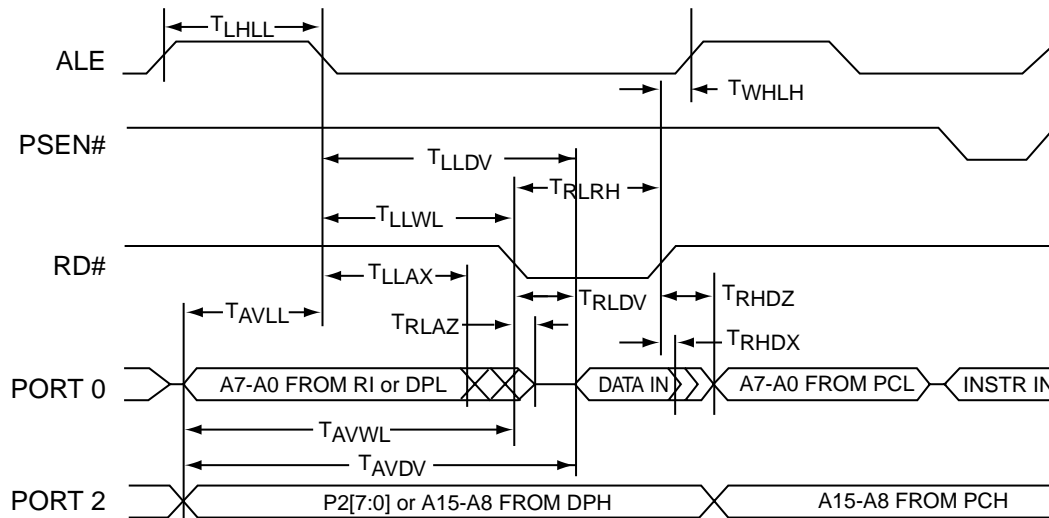 TLHLL
ALE
TWHLH
PSEN#
TLLDV
TRLRH
TLLWL
RD#
TLLAX
TRLDV
TRHDZ
TAVLL
TRLAZ
TRHDX
PORT 0
A7-A0 FROM RI or DPL
DATA IN
A7-A0 FROM PCL
INSTR IN
TAVWL
TAVDV
PORT 2
P2[7:0] or A15-A8 FROM DPH
A15-A8 FROM PCH